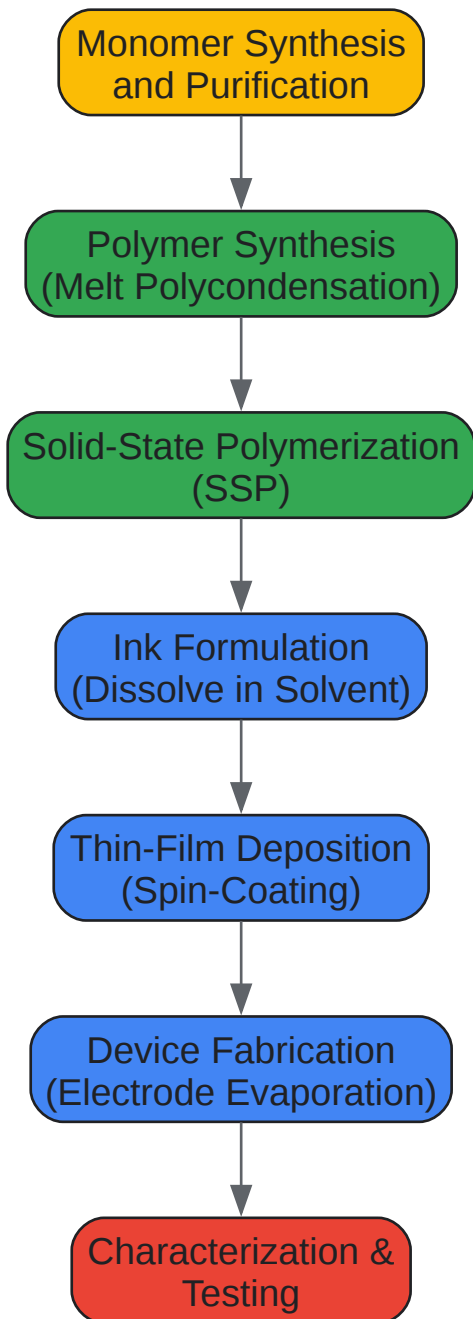 Monomer Synthesis
and Purification
Polymer Synthesis
(Melt Polycondensation)
Solid-State Polymerization
(SSP)
Ink Formulation
(Dissolve in Solvent)
Thin-Film Deposition
(Spin-Coating)
Device Fabrication
(Electrode Evaporation)
Characterization &
Testing